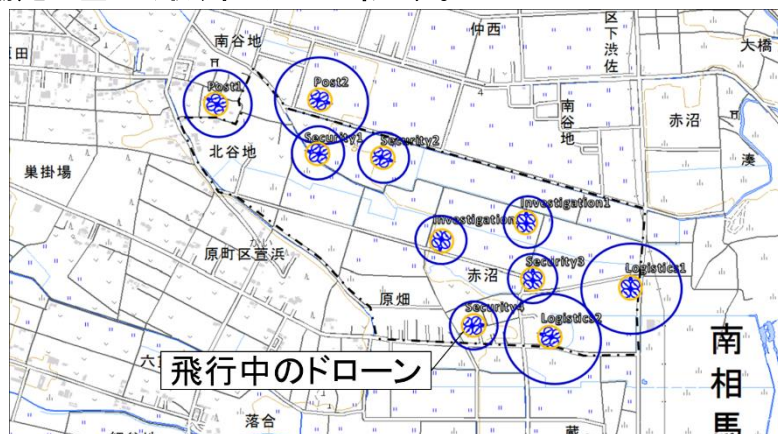 南谷地
仲西
区下渋佐
大橋
原田
Post1
Post2
南谷地
赤沼
北谷地
Security1
Security2
湊
巣掛場
Investigation1
Investigation
原町区萱浜
赤沼
Security3
Logistics1
原畑
Security4
Logistics2
飛行中のドローン
南相馬
六
落合
蔵